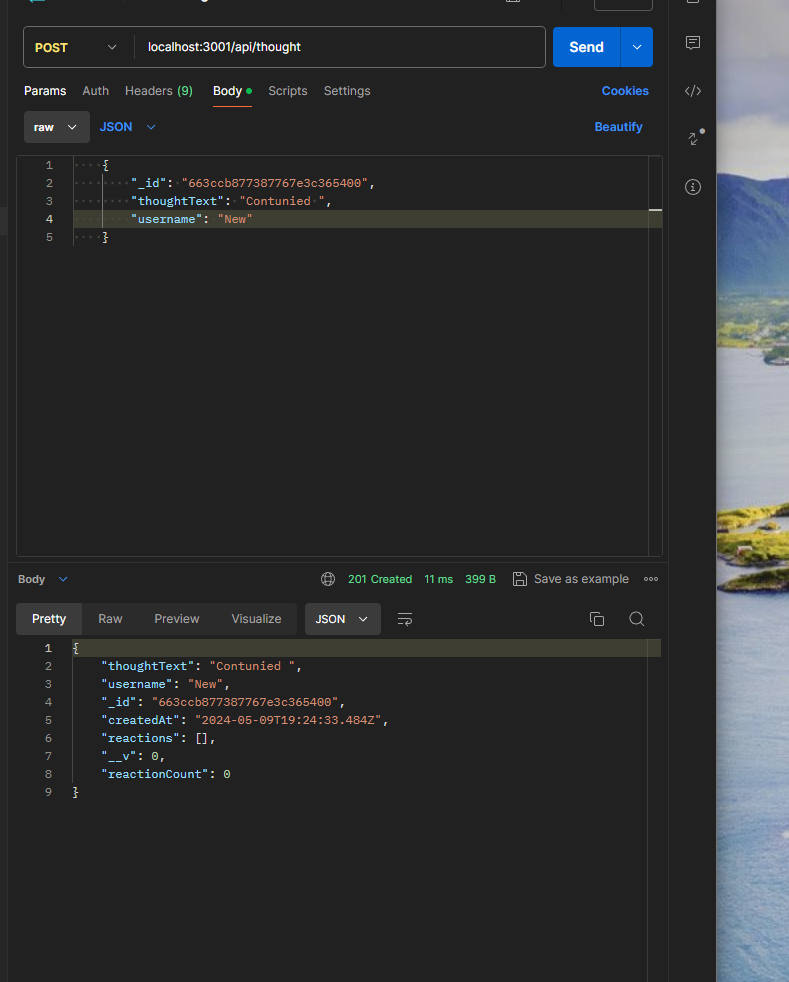 POST localhost:3001/api/thought Send
Params Auth Headers (9) Body Scripts Settings Cookies
raw JSON Beautify
1 {
2 "_id": "663ccb877387767e3c365400",
3 "thoughtText": "Contunied ",
4 "username": "New"
5 }
Body 201 Created 11 ms 399 B Save as example
Pretty Raw Preview Visualize JSON
1 {
2 "thoughtText": "Contunied ",
3 "username": "New",
4 "_id": "663ccb877387767e3c365400",
5 "createdAt": "2024-05-09T19:24:33.484Z",
6 "reactions": [],
7 "__v": 0,
8 "reactionCount": 0
9 }